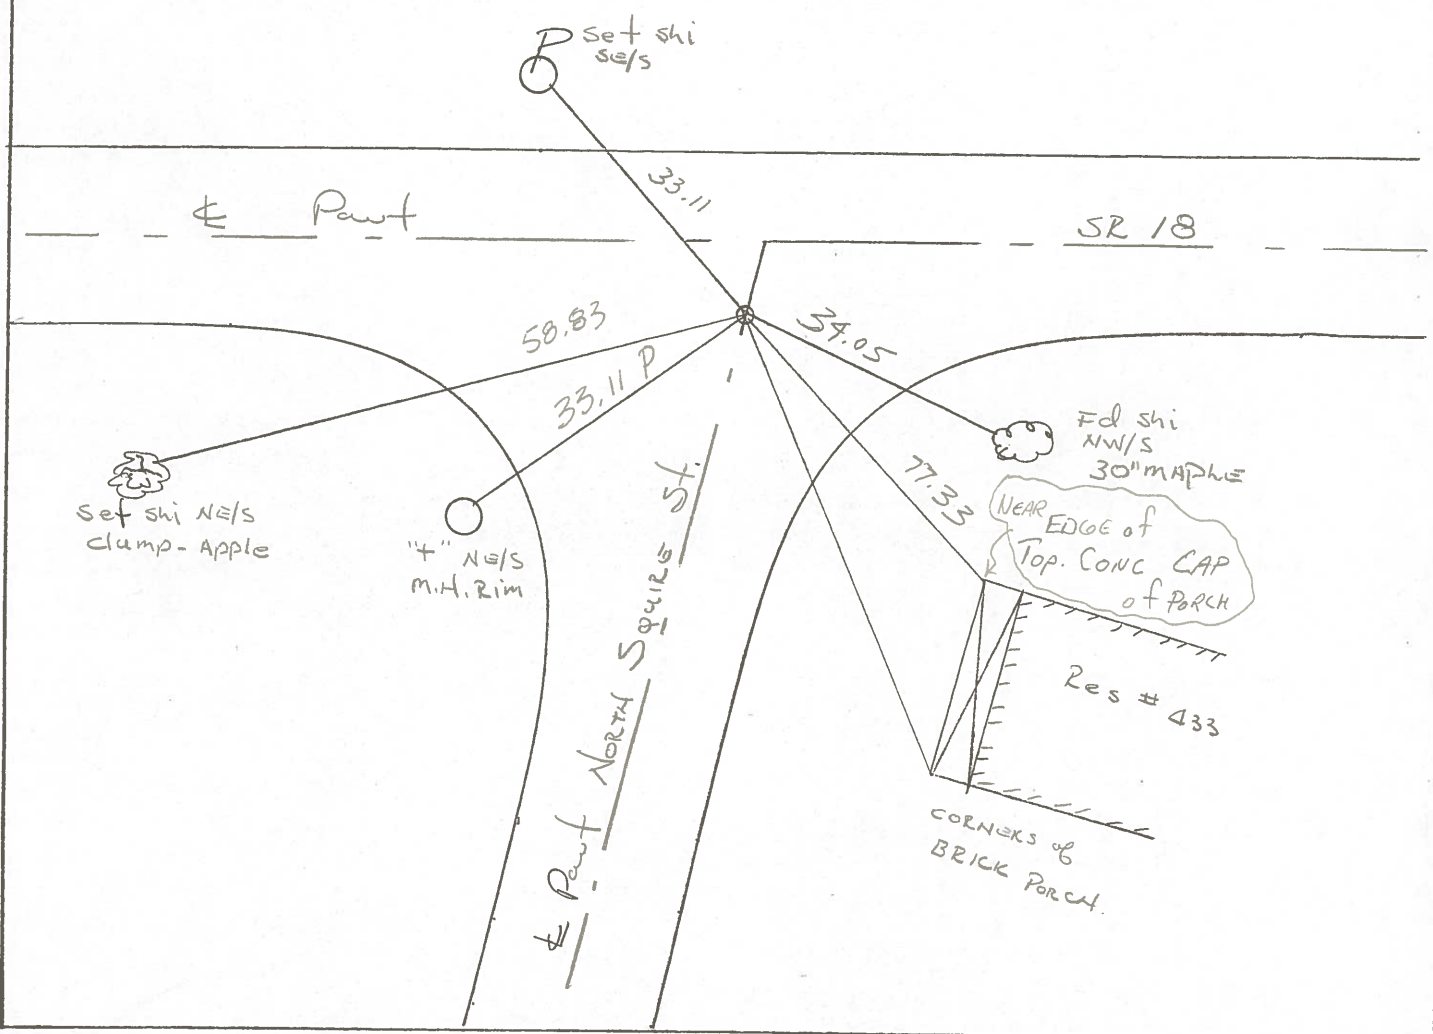 P
Set shi
SE/S
33.11
℄ Pavt
SR 18
58.83
33.11 P
34.05
77.33
Fd shi
NW/S
30" MAPLE
Set shi NE/S
Clump-Apple
"+" NE/S
M.H. Rim
NEAR
EDGE of
Top. CONC CAP
of PORCH
Res # 433
CORNERS of
BRICK PORCH.
℄ Pavt NORTH SQUIRE St.